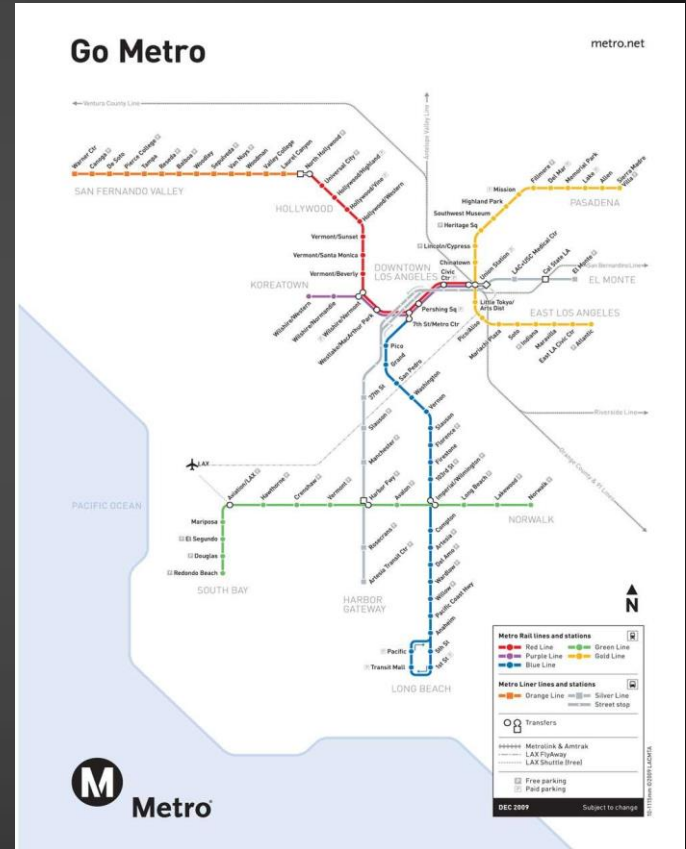 Go Metro
metro.net
Ventura County Line
Antelope Valley Line
Warner Ctr
Canoga
De Soto
Pierce College
Tampa
Reseda
Balboa
Woodley
Sepulveda
Van Nuys
Woodman
Valley College
Laurel Canyon
North Hollywood
SAN FERNANDO VALLEY
Universal City
Hollywood/Highland
Hollywood/Vine
Hollywood/Western
HOLLYWOOD
Vermont/Sunset
Vermont/Santa Monica
Vermont/Beverly
KOREATOWN
Wilshire/Western
Wilshire/Normandie
Wilshire/Vermont
Westlake/MacArthur Park
DOWNTOWN
LOS ANGELES
Civic
Ctr
Pershing Sq
7th St/Metro Ctr
Union Station
Mission
Highland Park
Southwest Museum
Heritage Sq
Lincoln/Cypress
Chinatown
Fillmore
Del Mar
Memorial Park
Lake
Allen
Sierra Madre
Villa
PASADENA
LAC+USC Medical Ctr
Cal State LA
El Monte
San Bernardino Line
EL MONTE
Little Tokyo/
Arts Dist
Pico/Aliso
Mariachi Plaza
Soto
Indiana
Maravilla
East LA Civic Ctr
Atlantic
EAST LOS ANGELES
Pico
Grand
San Pedro
Washington
Vernon
Slauson
Florence
Firestone
103rd St
Imperial/Wilmington
37th St
Slauson
Manchester
Harbor Fwy
Rosecrans
Artesia Transit Ctr
HARBOR
GATEWAY
Riverside Line
Orange County & 91 Lines
LAX
Aviation/LAX
Hawthorne
Crenshaw
Vermont
Avalon
Long Beach
Lakewood
Norwalk
NORWALK
PACIFIC OCEAN
Mariposa
El Segundo
Douglas
Redondo Beach
SOUTH BAY
Compton
Artesia
Del Amo
Wardlow
Willow
Pacific Coast Hwy
Anaheim
5th St
1st St
Pacific
Transit Mall
LONG BEACH
N
Metro Rail lines and stations
Red Line
Green Line
Purple Line
Gold Line
Blue Line
Metro Liner lines and stations
Orange Line
Silver Line
Street stop
Transfers
Metrolink & Amtrak
LAX FlyAway
LAX Shuttle (free)
P Free parking
P Paid parking
DEC 2009
Subject to change
M
Metro